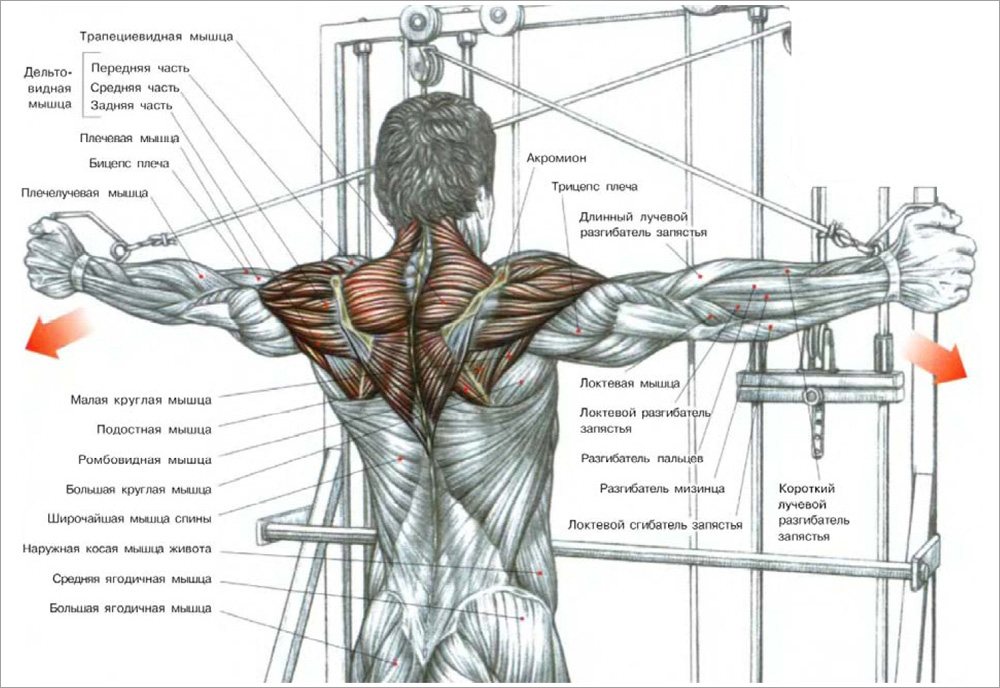 Трапециевидная мышца
Дельто-
видная
мышца
Передняя часть
Средняя часть
Задняя часть
Плечевая мышца
Бицепс плеча
Плечелучевая мышца
Малая круглая мышца
Подостная мышца
Ромбовидная мышца
Большая круглая мышца
Широчайшая мышца спины
Наружная косая мышца живота
Средняя ягодичная мышца
Большая ягодичная мышца
Акромион
Трицепс плеча
Длинный лучевой
разгибатель запястья
Локтевая мышца
Локтевой разгибатель
запястья
Разгибатель пальцев
Разгибатель мизинца
Локтевой сгибатель запястья
Короткий
лучевой
разгибатель
запястья